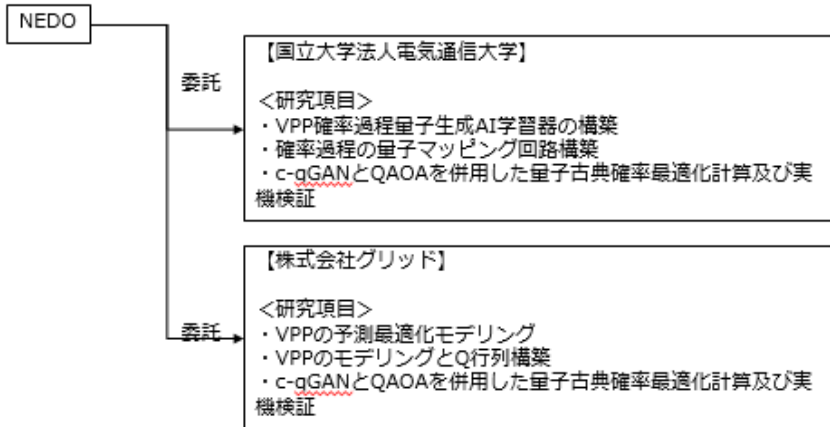 NEDO
委託
【国立大学法人電気通信大学】
＜研究項目＞
・VPP確率過程量子生成AI学習器の構築
・確率過程の量子マッピング回路構築
・c-qGANとQAOAを併用した量子古典確率最適化計算及び実
機検証
委託
【株式会社グリッド】
＜研究項目＞
・VPPの予測最適化モデリング
・VPPのモデリングとQ行列構築
・c-qGANとQAOAを併用した量子古典確率最適化計算及び実
機検証